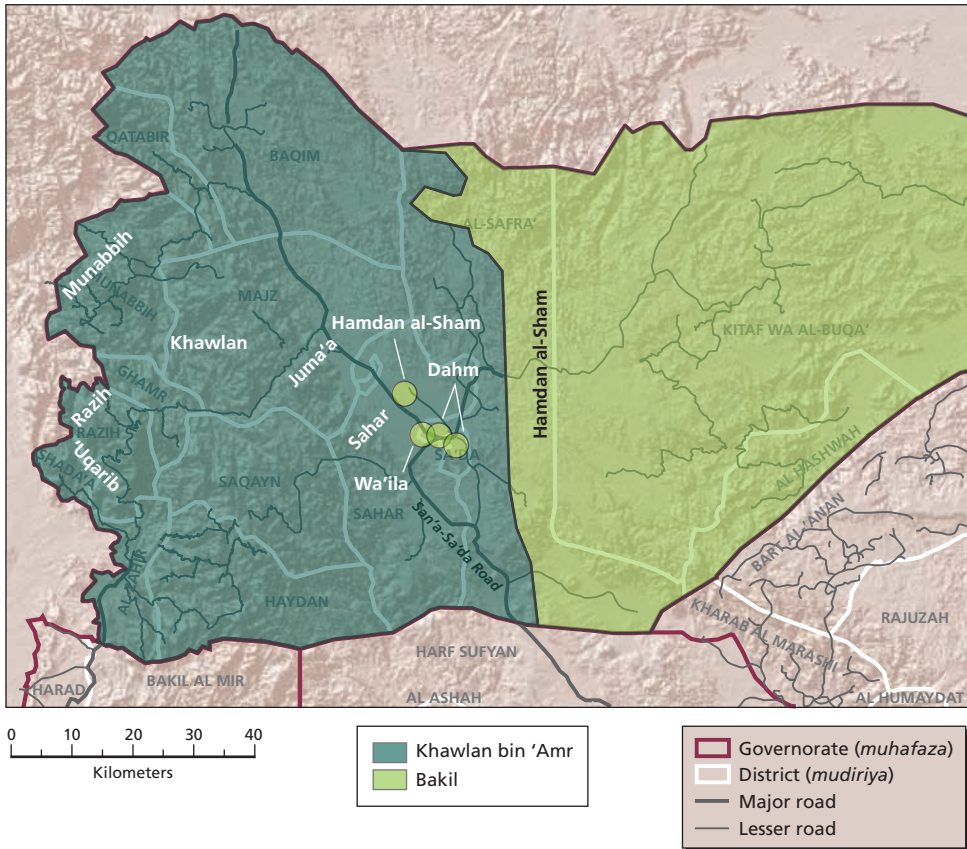 QATABIR
BAQIM
AL-SAFRA'
Munabbih
MUNABBIH
MAJZ
Hamdan al-Sham
KITAF WA AL-BUQA'
Khawlan
Juma'a
Dahm
Hamdan al-Sham
GHAMR
Razih
RAZIH
Sahar
SA'DA
'Uqarib
SHADA'A
Wa'ila
AL HASHWAH
SAQAYN
SAHAR
San'a-Sa'da Road
BART AL 'ANAN
HAYDAN
KHARAB AL MARASHI
RAJUZAH
HARF SUFYAN
BAKIL AL MIR
HARAD
AL ASHAH
AL HUMAYDAT
0 10 20 30 40
Kilometers
Khawlan bin 'Amr
Bakil
Governorate (muhafaza)
District (mudiriya)
Major road
Lesser road